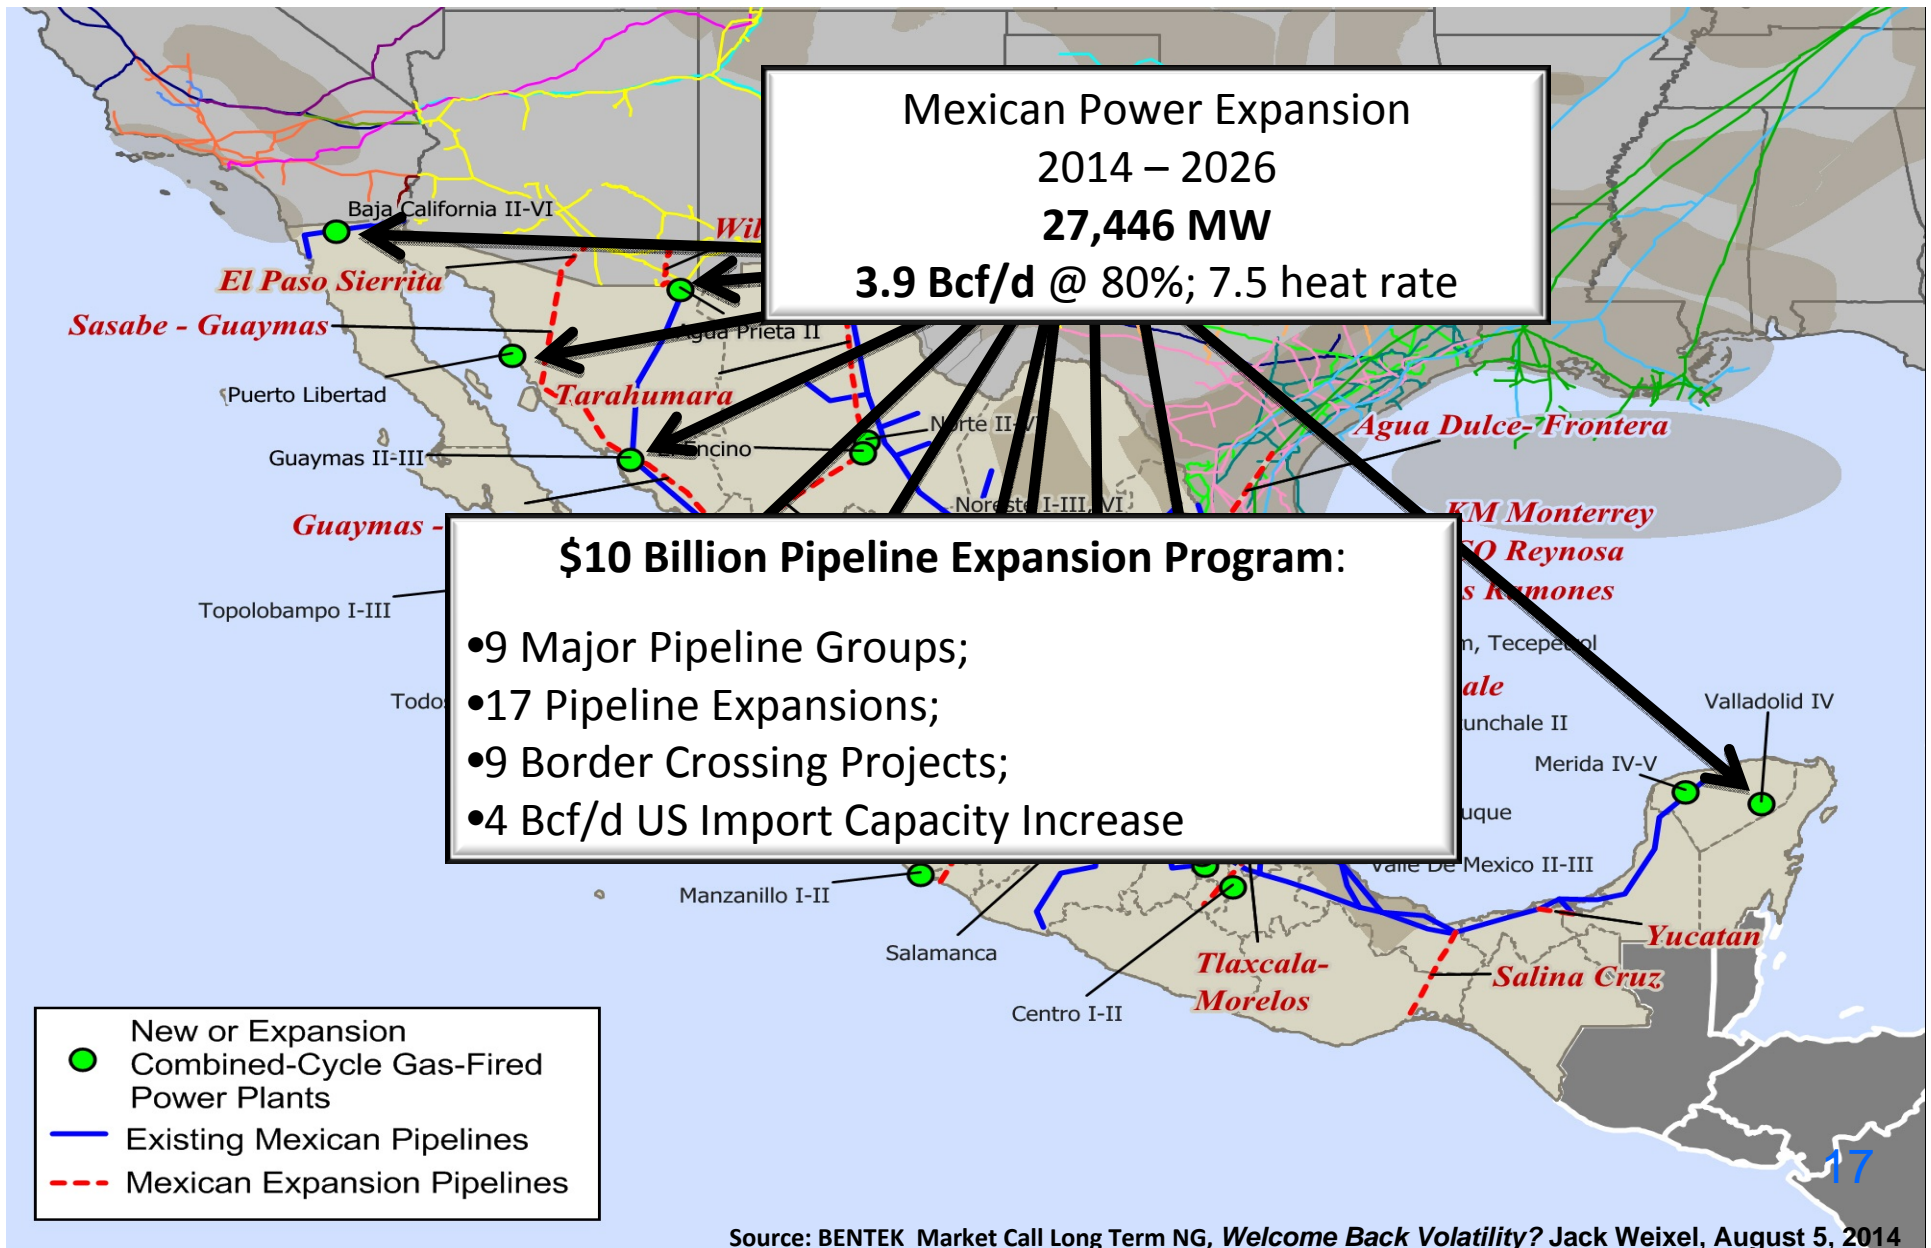 Mexican Power Expansion
2014 – 2026
27,446 MW
3.9 Bcf/d @ 80%; 7.5 heat rate
Baja California II-VI
El Paso Sierrita
Sasabe - Guaymas
Agua Prieta II
Puerto Libertad
Tarahumara
Norte II-V
Encino
Guaymas II-III
Agua Dulce- Frontera
Noreste I-III, VI
Guaymas -
KM Monterrey
Reynosa
Ramones
Topolobampo I-III
$10 Billion Pipeline Expansion Program:
•9 Major Pipeline Groups;
•17 Pipeline Expansions;
•9 Border Crossing Projects;
•4 Bcf/d US Import Capacity Increase
Tecepetrol
II
Valladolid IV
Merida IV-V
Valle De Mexico II-III
Manzanillo I-II
Salamanca
Centro I-II
Tlaxcala-
Morelos
Yucatan
Salina Cruz
New or Expansion
Combined-Cycle Gas-Fired
Power Plants
Existing Mexican Pipelines
Mexican Expansion Pipelines
17
Source: BENTEK Market Call Long Term NG, Welcome Back Volatility? Jack Weixel, August 5, 2014